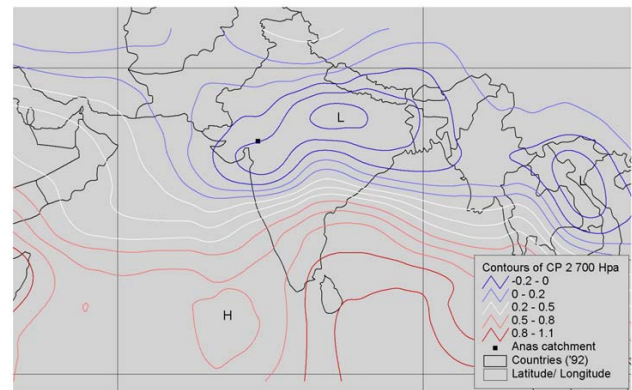 L
L
H
Contours of CP 2 700 Hpa
-0.2 - 0
0 - 0.2
0.2 - 0.5
0.5 - 0.8
0.8 - 1.1
Anas catchment
Countries ('92)
Latitude/ Longitude